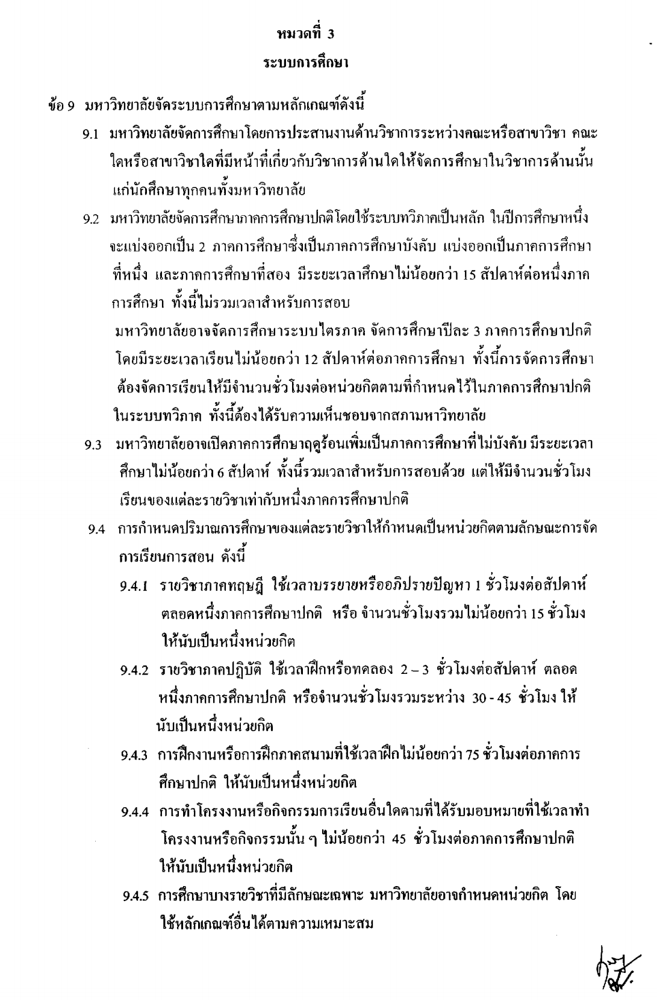 หมวดที่ 3
ระบบการศึกษา
ข้อ 9 มหาวิทยาลัยจัดระบบการศึกษาตามหลักเกณฑ์ดังนี้
9.1 มหาวิทยาลัยจัดการศึกษาโดยการประสานงานด้านวิชาการระหว่างคณะหรือสาขาวิชา คณะ
ใดหรือสาขาวิชาใดที่มีหน้าที่เกี่ยวกับวิชาการด้านใดให้จัดการศึกษาในวิชาการด้านนั้น
แก่นักศึกษาทุกคนทั้งมหาวิทยาลัย
9.2 มหาวิทยาลัยจัดการศึกษาภาคการศึกษาปกติโดยใช้ระบบทวิภาคเป็นหลัก ในปีการศึกษาหนึ่ง
จะแบ่งออกเป็น 2 ภาคการศึกษาซึ่งเป็นภาคการศึกษาบังคับ แบ่งออกเป็นภาคการศึกษา
ที่หนึ่ง และภาคการศึกษาที่สอง มีระยะเวลาศึกษาไม่น้อยกว่า 15 สัปดาห์ต่อหนึ่งภาค
การศึกษา ทั้งนี้ไม่รวมเวลาสำหรับการสอบ
มหาวิทยาลัยอาจจัดการศึกษาระบบไตรภาค จัดการศึกษาปีละ 3 ภาคการศึกษาปกติ
โดยมีระยะเวลาเรียนไม่น้อยกว่า 12 สัปดาห์ต่อภาคการศึกษา ทั้งนี้การจัดการศึกษา
ต้องจัดการเรียนให้มีจำนวนชั่วโมงต่อหน่วยกิตตามที่กำหนดไว้ในภาคการศึกษาปกติ
ในระบบทวิภาค ทั้งนี้ต้องได้รับความเห็นชอบจากสภามหาวิทยาลัย
9.3 มหาวิทยาลัยอาจเปิดภาคการศึกษาฤดูร้อนเพิ่มเป็นภาคการศึกษาที่ไม่บังคับ มีระยะเวลา
ศึกษาไม่น้อยกว่า 6 สัปดาห์ ทั้งนี้รวมเวลาสำหรับการสอบด้วย แต่ให้มีจำนวนชั่วโมง
เรียนของแต่ละรายวิชาเท่ากับหนึ่งภาคการศึกษาปกติ
9.4 การกำหนดปริมาณการศึกษาของแต่ละรายวิชาให้กำหนดเป็นหน่วยกิตตามลักษณะการจัด
การเรียนการสอน ดังนี้
9.4.1 รายวิชาภาคทฤษฎี ใช้เวลาบรรยายหรืออภิปรายปัญหา 1 ชั่วโมงต่อสัปดาห์
ตลอดหนึ่งภาคการศึกษาปกติ หรือ จำนวนชั่วโมงรวมไม่น้อยกว่า 15 ชั่วโมง
ให้นับเป็นหนึ่งหน่วยกิต
9.4.2 รายวิชาภาคปฏิบัติ ใช้เวลาฝึกหรือทดลอง 2 – 3 ชั่วโมงต่อสัปดาห์ ตลอด
หนึ่งภาคการศึกษาปกติ หรือจำนวนชั่วโมงรวมระหว่าง 30 - 45 ชั่วโมง ให้
นับเป็นหนึ่งหน่วยกิต
9.4.3 การฝึกงานหรือการฝึกภาคสนามที่ใช้เวลาฝึกไม่น้อยกว่า 75 ชั่วโมงต่อภาคการ
ศึกษาปกติ ให้นับเป็นหนึ่งหน่วยกิต
9.4.4 การทำโครงงานหรือกิจกรรมการเรียนอื่นใดตามที่ได้รับมอบหมายที่ใช้เวลาทำ
โครงงานหรือกิจกรรมนั้น ๆ ไม่น้อยกว่า 45 ชั่วโมงต่อภาคการศึกษาปกติ
ให้นับเป็นหนึ่งหน่วยกิต
9.4.5 การศึกษาบางรายวิชาที่มีลักษณะเฉพาะ มหาวิทยาลัยอาจกำหนดหน่วยกิต โดย
ใช้หลักเกณฑ์อื่นได้ตามความเหมาะสม